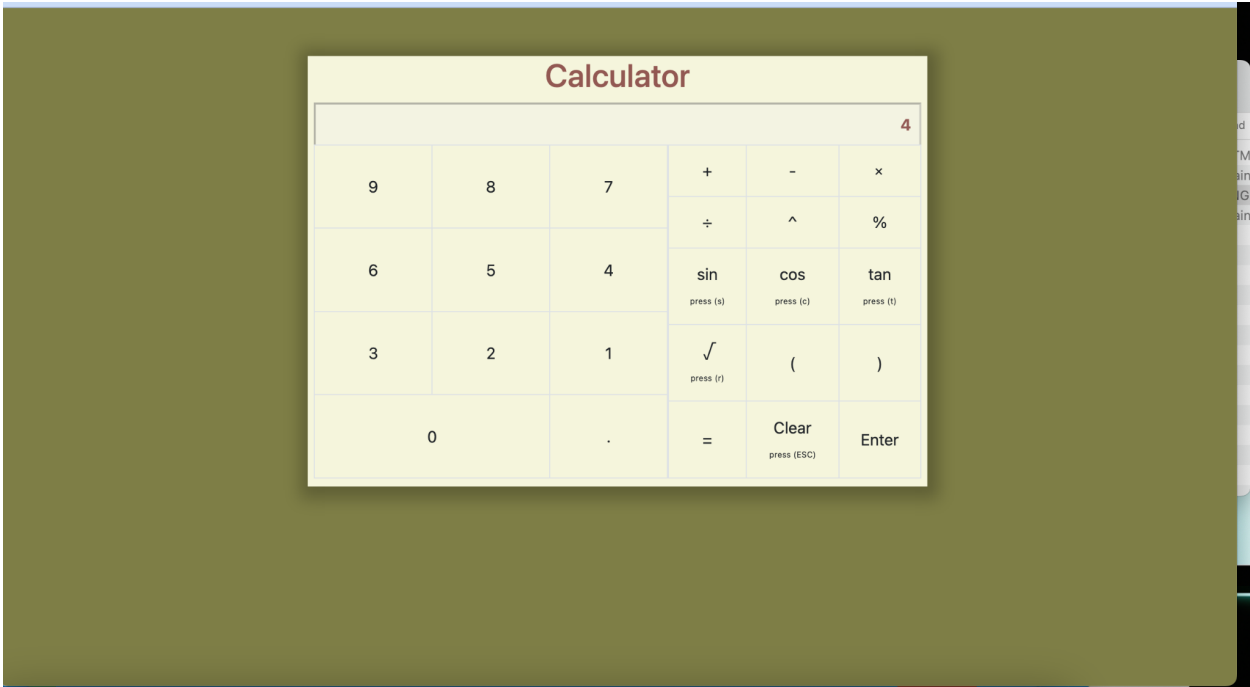 Calculator
4
9 8 7 + - ×
÷ ^ %
6 5 4 sin cos tan
press (s) press (c) press (t)
3 2 1 √ ( )
press (r)
0 . = Clear Enter
press (ESC)